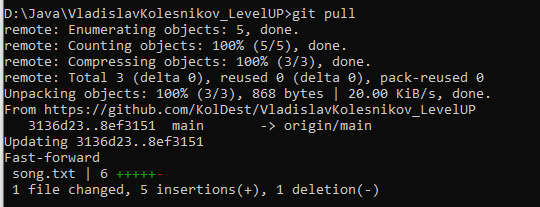 D:\Java\VladislavKolesnikov_LevelUP>git pull
remote: Enumerating objects: 5, done.
remote: Counting objects: 100% (5/5), done.
remote: Compressing objects: 100% (3/3), done.
remote: Total 3 (delta 0), reused 0 (delta 0), pack-reused 0
Unpacking objects: 100% (3/3), 868 bytes | 20.00 KiB/s, done.
From https://github.com/KolDest/VladislavKolesnikov_LevelUP
   3136d23..8ef3151  main       -> origin/main
Updating 3136d23..8ef3151
Fast-forward
 song.txt | 6 +++++-
 1 file changed, 5 insertions(+), 1 deletion(-)